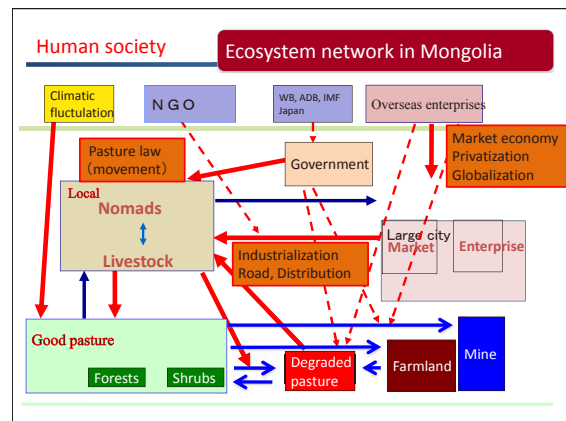 Human society
Ecosystem network in Mongolia
Climatic
fluctulation
ＮＧＯ
WB, ADB, IMF
Japan
Overseas enterprises
Pasture law
（movement）
Government
Market economy
Privatization
Globalization
Local
Nomads
Livestock
Large city
Market
Enterprise
Industrialization
Road, Distribution
Good pasture
Forests
Shrubs
Degraded
pasture
Farmland
Mine